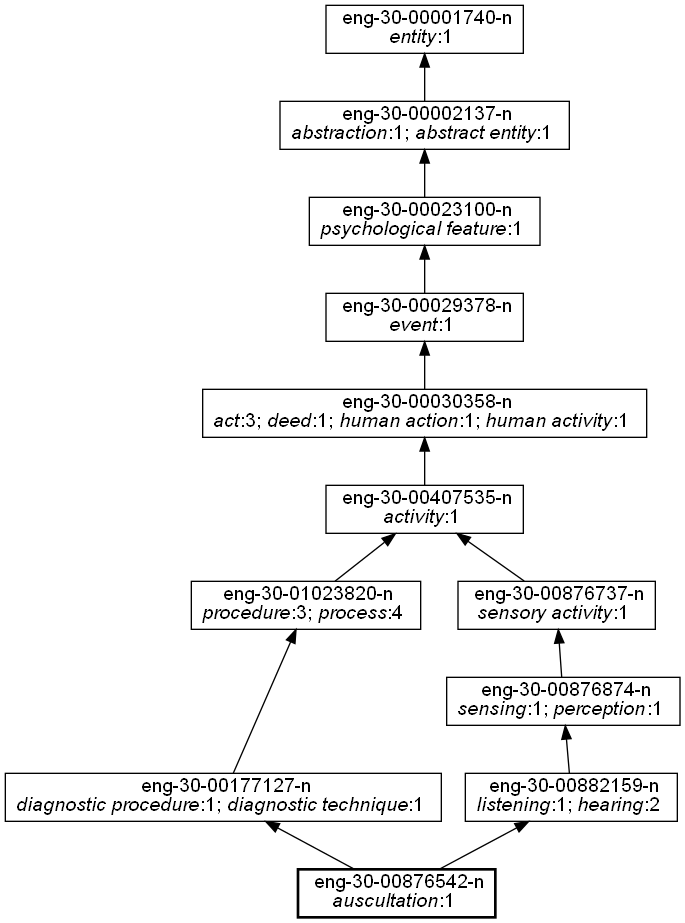 eng-30-00001740-n
entity:1
eng-30-00002137-n
abstraction:1; abstract entity:1
eng-30-00023100-n
psychological feature:1
eng-30-00029378-n
event:1
eng-30-00030358-n
act:3; deed:1; human action:1; human activity:1
eng-30-00407535-n
activity:1
eng-30-01023820-n
procedure:3; process:4
eng-30-00876737-n
sensory activity:1
eng-30-00876874-n
sensing:1; perception:1
eng-30-00177127-n
diagnostic procedure:1; diagnostic technique:1
eng-30-00882159-n
listening:1; hearing:2
eng-30-00876542-n
auscultation:1